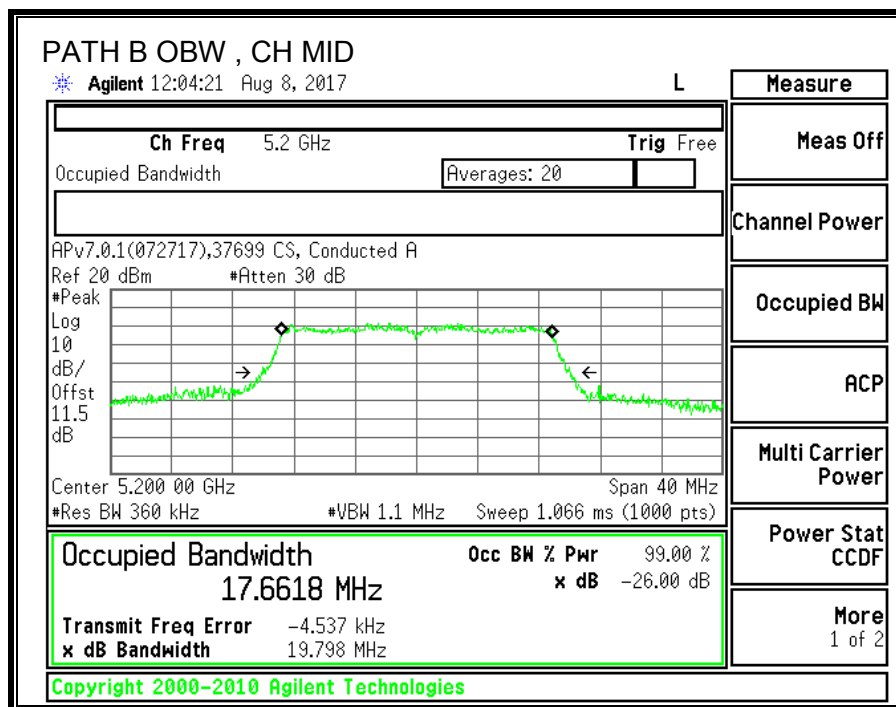 PATH B OBW , CH MID
Agilent 12:04:21 Aug 8, 2017 L
Measure
Ch Freq 5.2 GHz Trig Free
Occupied Bandwidth Averages: 20
APv7.0.1(072717),37699 CS, Conducted A
Ref 20 dBm #Atten 30 dB
#Peak
Log
10
dB/
Offst
11.5
dB
Center 5.200 00 GHz Span 40 MHz
#Res BW 360 kHz #VBW 1.1 MHz Sweep 1.066 ms (1000 pts)
Occupied Bandwidth Occ BW % Pwr 99.00 %
17.6618 MHz x dB -26.00 dB
Transmit Freq Error -4.537 kHz
x dB Bandwidth 19.798 MHz
Copyright 2000-2010 Agilent Technologies
Meas Off
Channel Power
Occupied BW
ACP
Multi Carrier
Power
Power Stat
CCDF
More
1 of 2